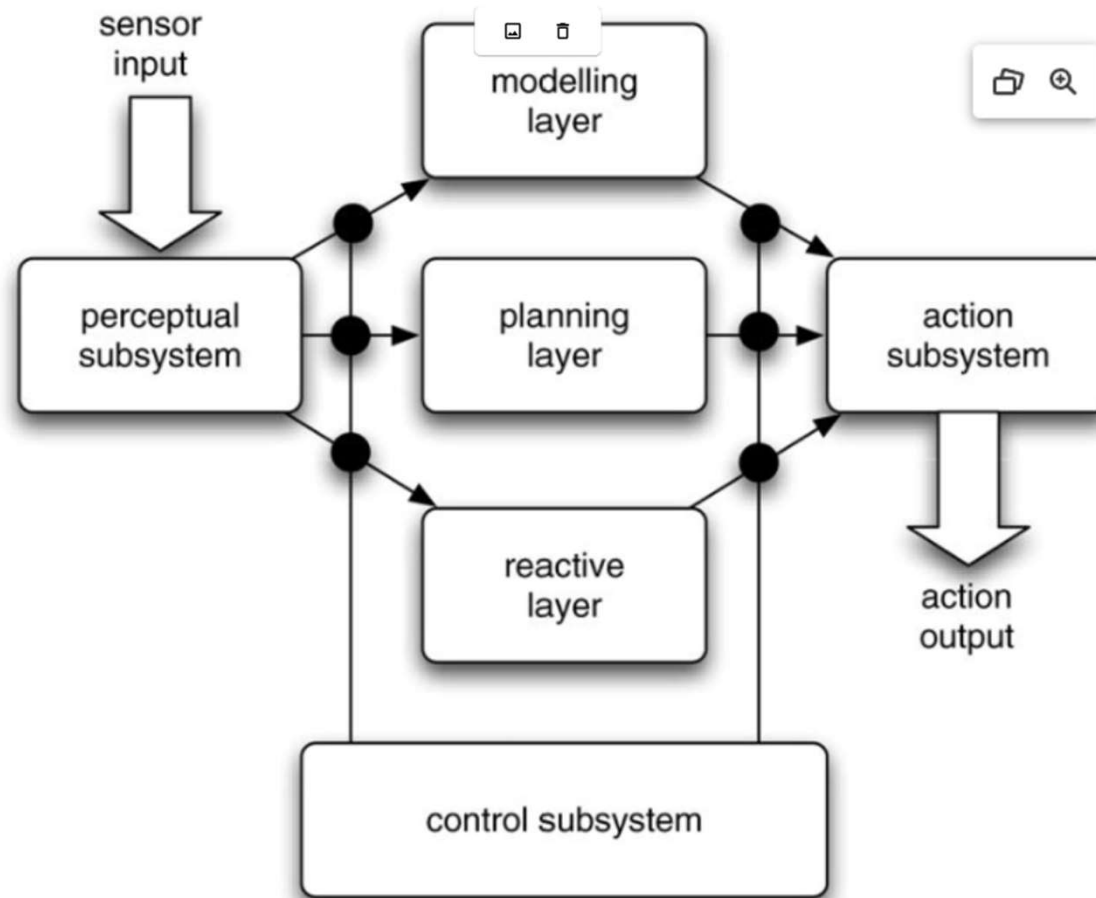 sensor
input
modelling
layer
perceptual
subsystem
planning
layer
action
subsystem
reactive
layer
action
output
control subsystem